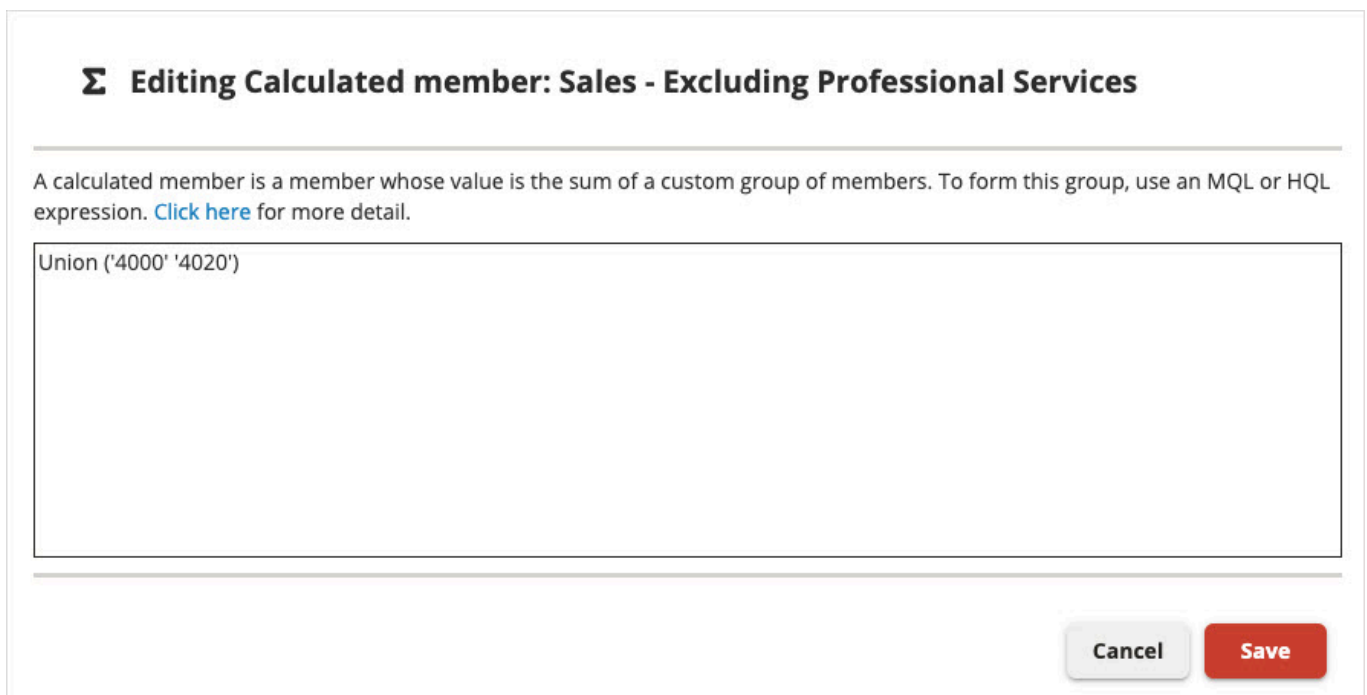 Σ Editing Calculated member: Sales - Excluding Professional Services
A calculated member is a member whose value is the sum of a custom group of members. To form this group, use an MQL or HQL
expression. Click here for more detail.
Union ('4000' '4020')
Cancel Save